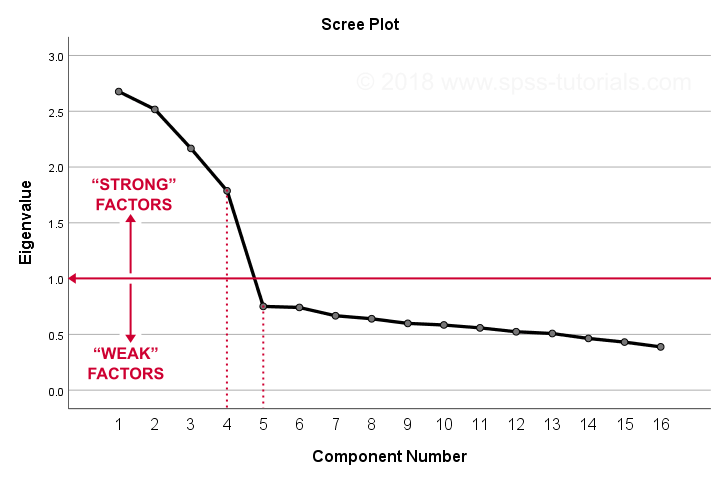 Scree Plot
© 2018 www.spss-tutorials.com
3.0
2.5
2.0
1.5
1.0
0.5
0.0
Eigenvalue
“STRONG”
FACTORS
“WEAK”
FACTORS
1 2 3 4 5 6 7 8 9 10 11 12 13 14 15 16
Component Number